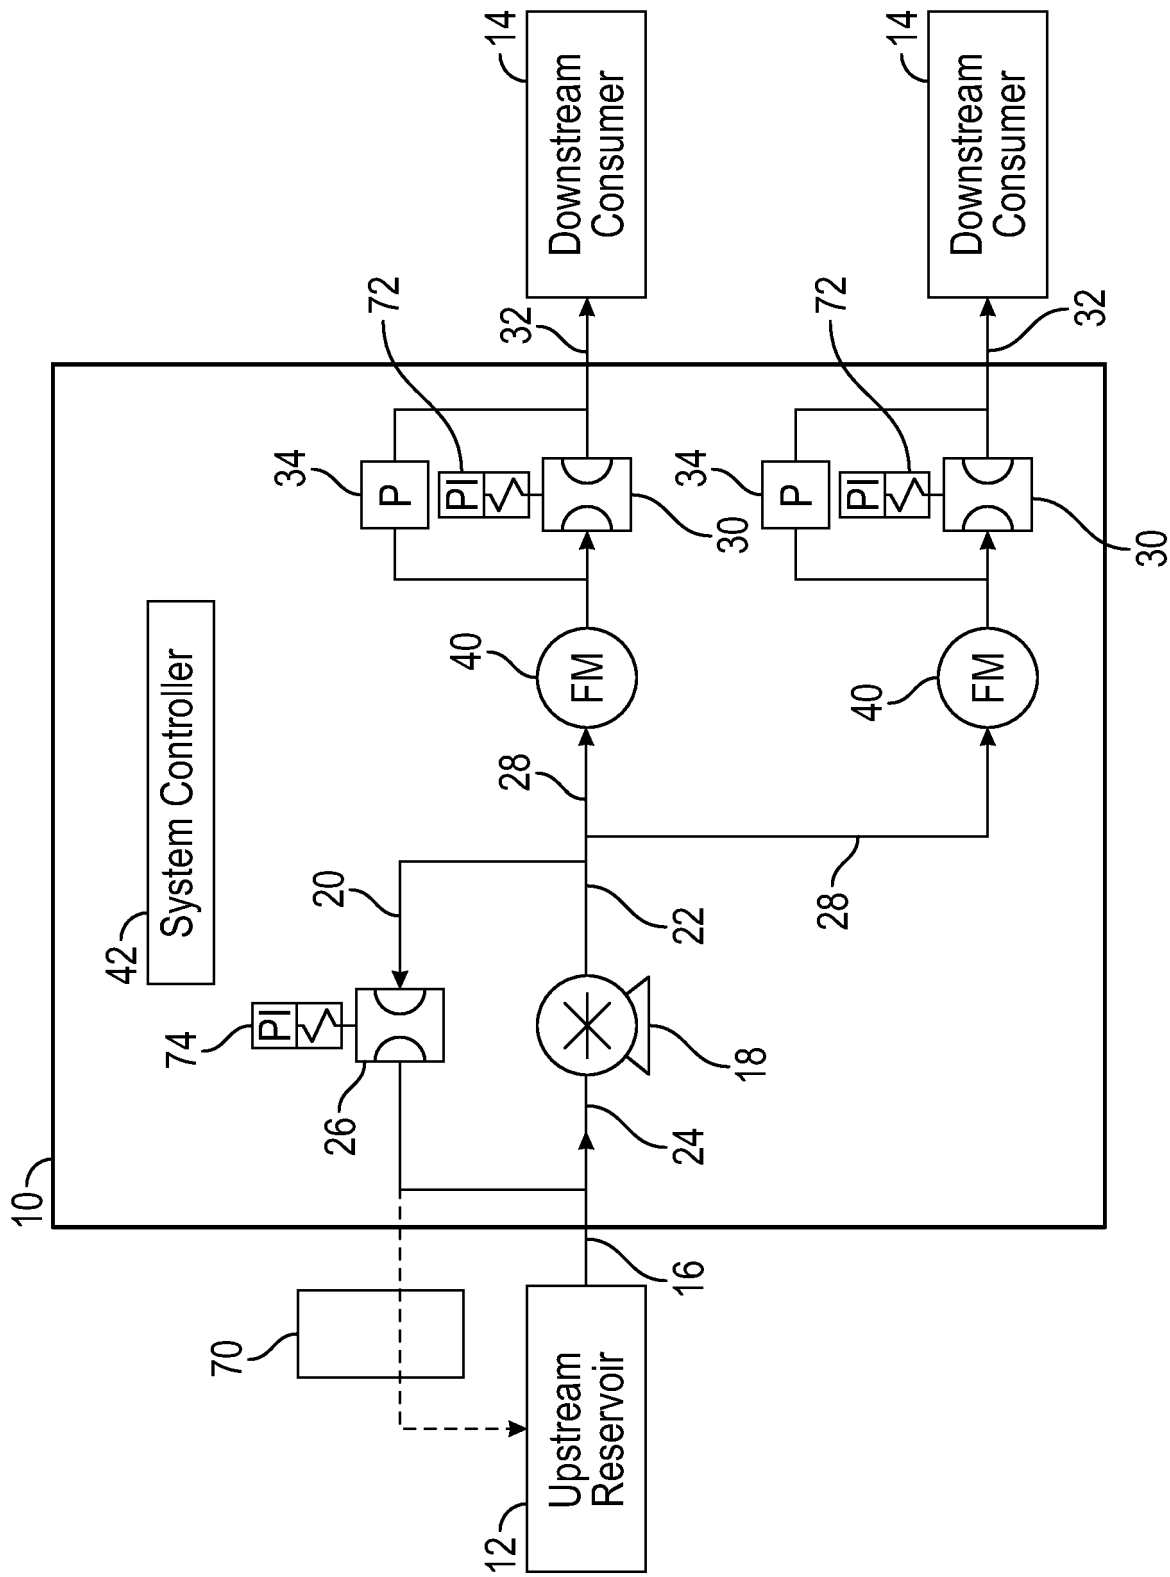 10
42
System Controller
70
74
PI
34
20
26
P
72
PI
12
28
40
32
14
Upstream
Reservoir
FM
Downstream
Consumer
16
24
22
18
30
34
P
72
PI
28
40
32
14
FM
Downstream
Consumer
30